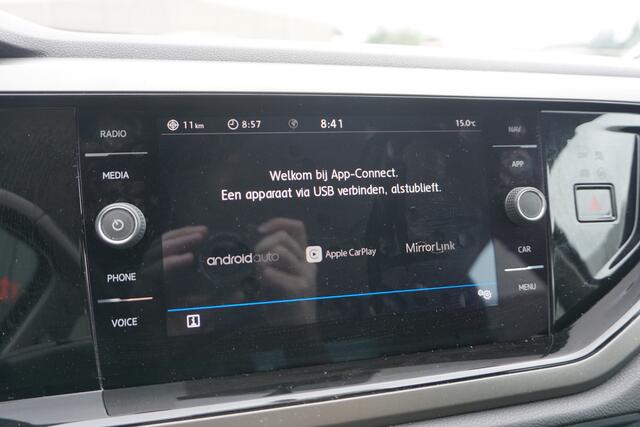 RADIO
MEDIA
PHONE
VOICE
11 km 8:57 8:41 15.0°C
Welkom bij App-Connect.
Een apparaat via USB verbinden, alstublieft.
androidauto Apple CarPlay MirrorLink
NAV
APP
CAR
MENU